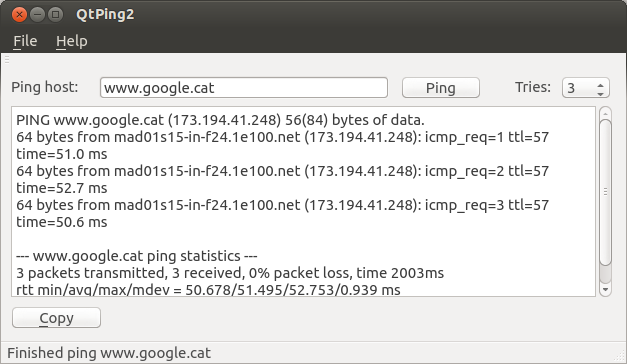 QtPing2
File Help
Ping host: www.google.cat Ping Tries: 3
PING www.google.cat (173.194.41.248) 56(84) bytes of data.
64 bytes from mad01s15-in-f24.1e100.net (173.194.41.248): icmp_req=1 ttl=57
time=51.0 ms
64 bytes from mad01s15-in-f24.1e100.net (173.194.41.248): icmp_req=2 ttl=57
time=52.7 ms
64 bytes from mad01s15-in-f24.1e100.net (173.194.41.248): icmp_req=3 ttl=57
time=50.6 ms
--- www.google.cat ping statistics ---
3 packets transmitted, 3 received, 0% packet loss, time 2003ms
rtt min/avg/max/mdev = 50.678/51.495/52.753/0.939 ms
Copy
Finished ping www.google.cat